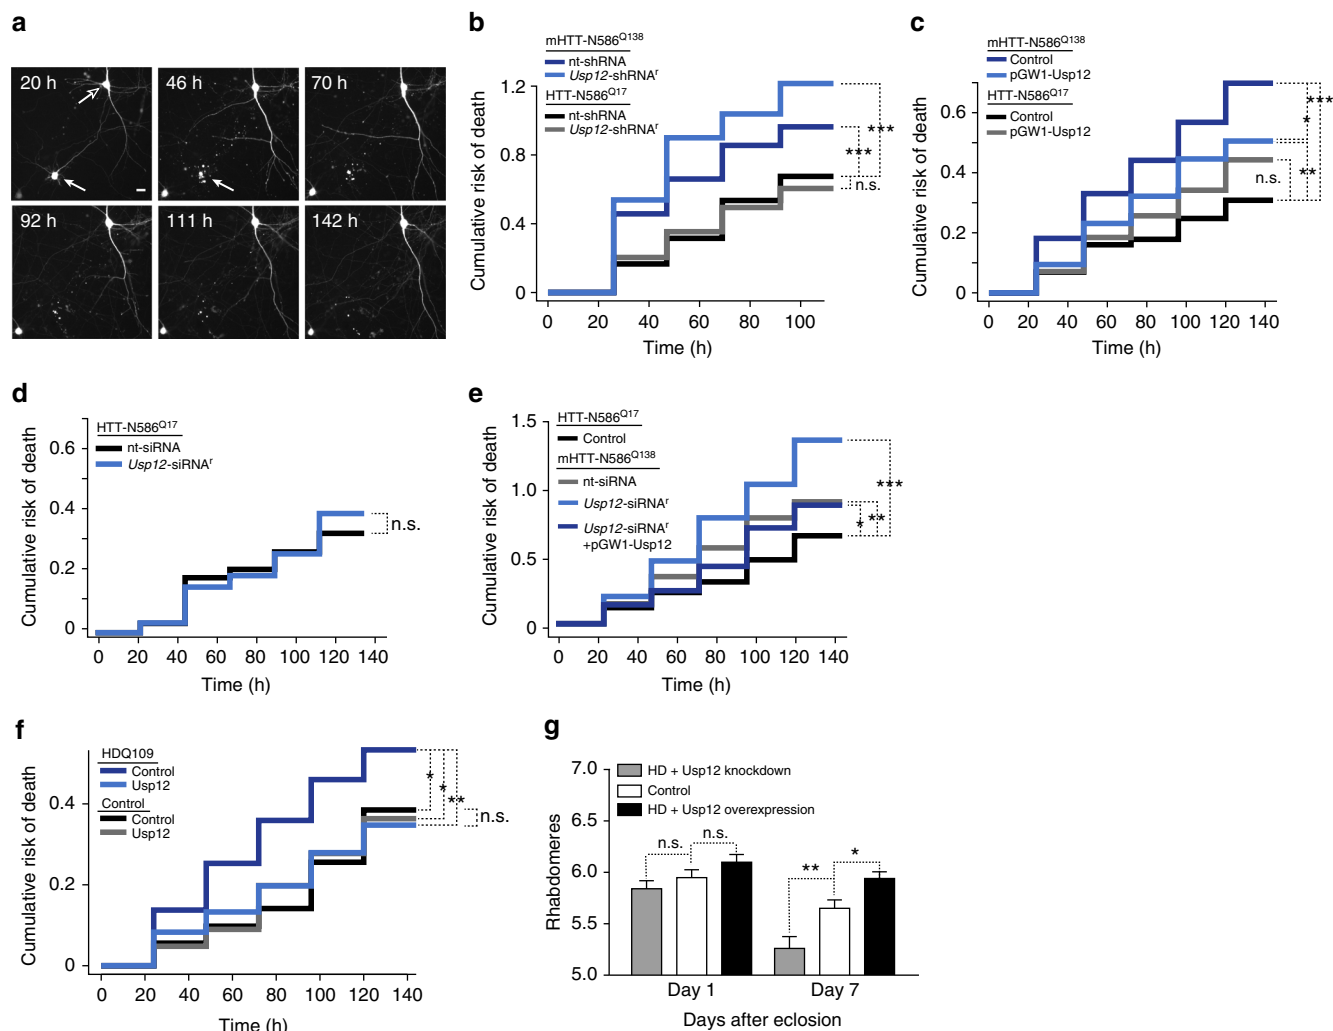 a
20 h
46 h
70 h
92 h
111 h
142 h
b
mHTT-N586Q138
nt-shRNA
Usp12-shRNAr
HTT-N586Q17
nt-shRNA
Usp12-shRNAr
Cumulative risk of death
1.2
0.8
0.4
0
0 20 40 60 80 100
Time (h)
***
***
n.s.
c
mHTT-N586Q138
Control
pGW1-Usp12
HTT-N586Q17
Control
pGW1-Usp12
Cumulative risk of death
0.6
0.4
0.2
0
0 20 40 60 80 100 120 140
Time (h)
***
*
**
n.s.
d
HTT-N586Q17
nt-siRNA
Usp12-siRNAr
Cumulative risk of death
0.6
0.4
0.2
0
0 20 40 60 80 100 120 140
Time (h)
n.s.
e
HTT-N586Q17
Control
mHTT-N586Q138
nt-siRNA
Usp12-siRNAr
Usp12-siRNAr
+pGW1-Usp12
Cumulative risk of death
1.5
1.0
0.5
0
0 20 40 60 80 100 120 140
Time (h)
***
**
*
f
HDQ109
Control
Usp12
Control
Control
Usp12
Cumulative risk of death
0.4
0.2
0
0 20 40 60 80 100 120 140
Time (h)
*
*
**
n.s.
g
HD + Usp12 knockdown
Control
HD + Usp12 overexpression
Rhabdomeres
7.0
6.5
6.0
5.5
5.0
n.s.
n.s.
**
*
Day 1 Day 7
Days after eclosion